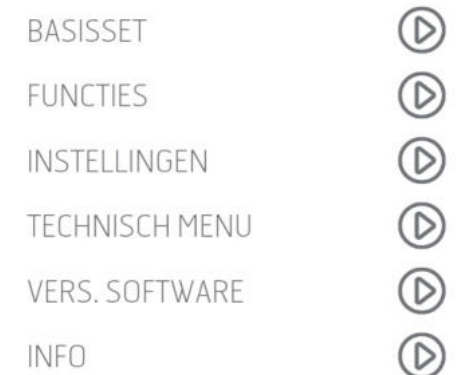 BASISSET
FUNCTIES
INSTELLINGEN
TECHNISCH MENU
VERS. SOFTWARE
INFO